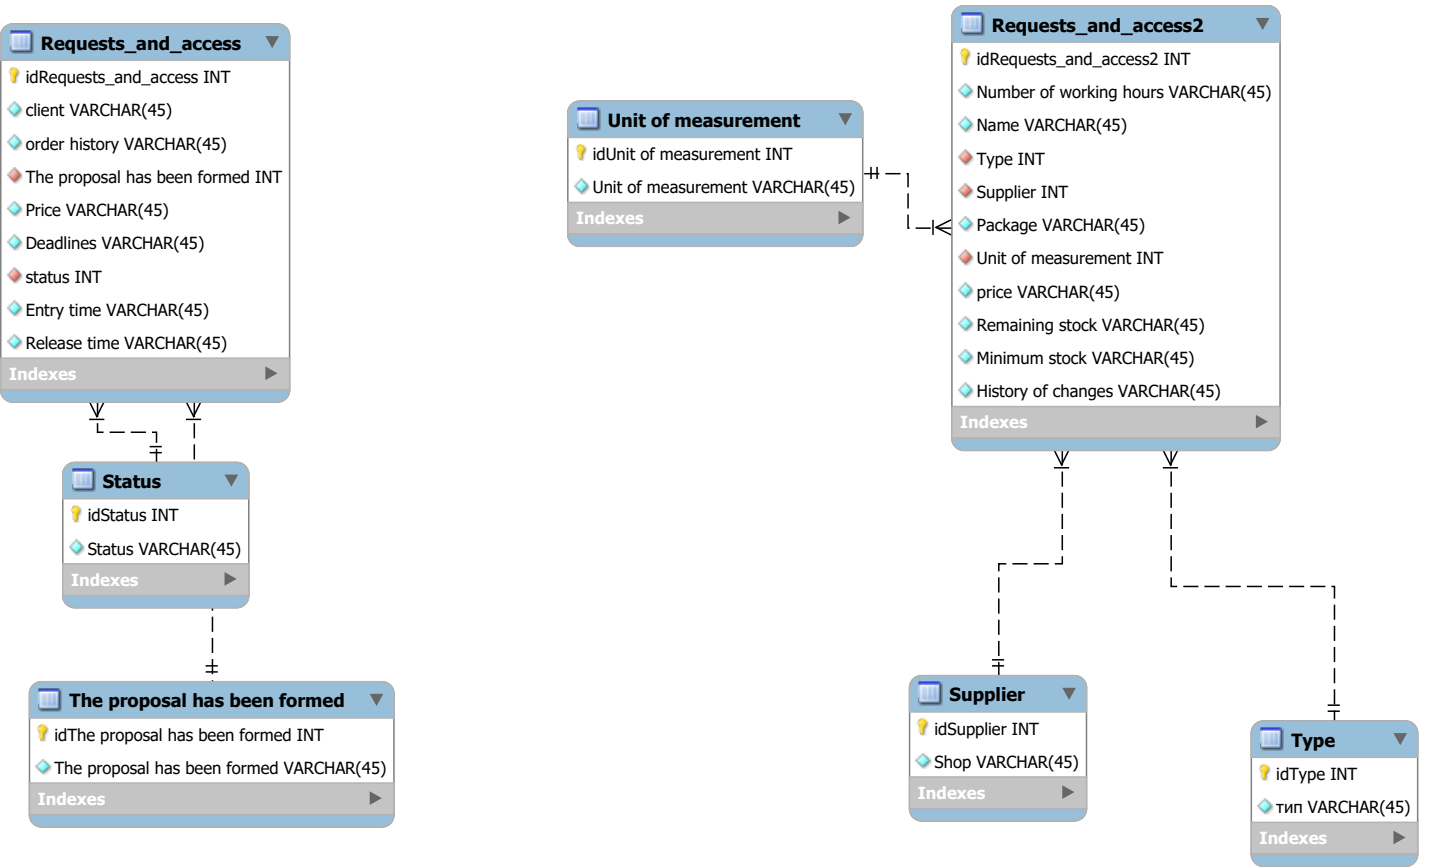 Requests_and_access
idRequests_and_access INT
client VARCHAR(45)
order history VARCHAR(45)
The proposal has been formed INT
Price VARCHAR(45)
Deadlines VARCHAR(45)
status INT
Entry time VARCHAR(45)
Release time VARCHAR(45)
Indexes
Status
idStatus INT
Status VARCHAR(45)
Indexes
The proposal has been formed
idThe proposal has been formed INT
The proposal has been formed VARCHAR(45)
Indexes
Unit of measurement
idUnit of measurement INT
Unit of measurement VARCHAR(45)
Indexes
Requests_and_access2
idRequests_and_access2 INT
Number of working hours VARCHAR(45)
Name VARCHAR(45)
Type INT
Supplier INT
Package VARCHAR(45)
Unit of measurement INT
price VARCHAR(45)
Remaining stock VARCHAR(45)
Minimum stock VARCHAR(45)
History of changes VARCHAR(45)
Indexes
Supplier
idSupplier INT
Shop VARCHAR(45)
Indexes
Type
idType INT
тип VARCHAR(45)
Indexes